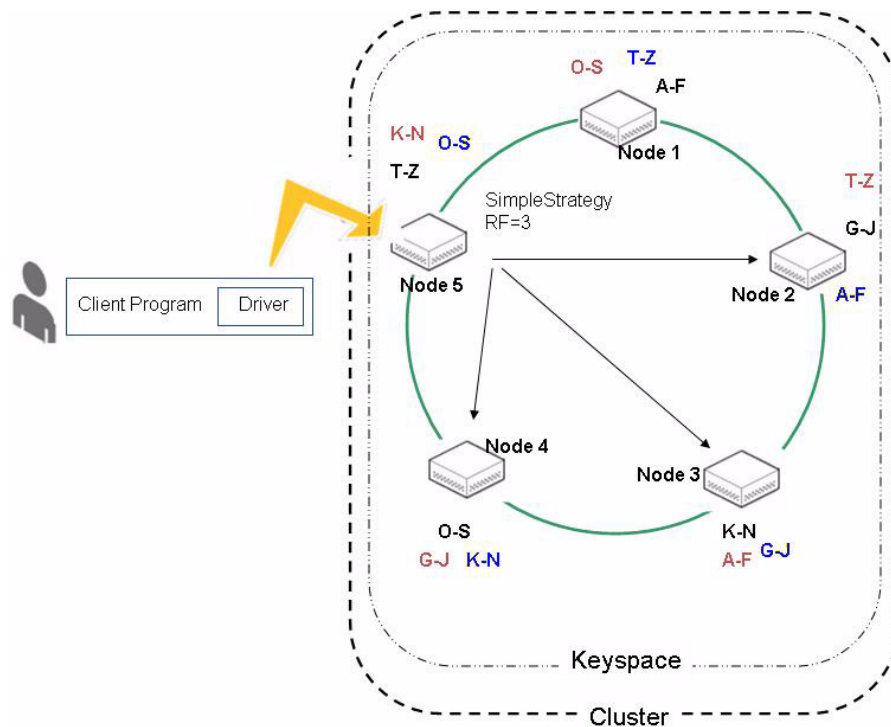 T-Z
O-S
A-F
Node 1
K-N
O-S
T-Z
SimpleStrategy
RF=3
T-Z
G-J
Node 5
Node 2
A-F
Client Program
Driver
Node 4
Node 3
O-S
G-J
K-N
K-N
A-F
G-J
Keyspace
Cluster